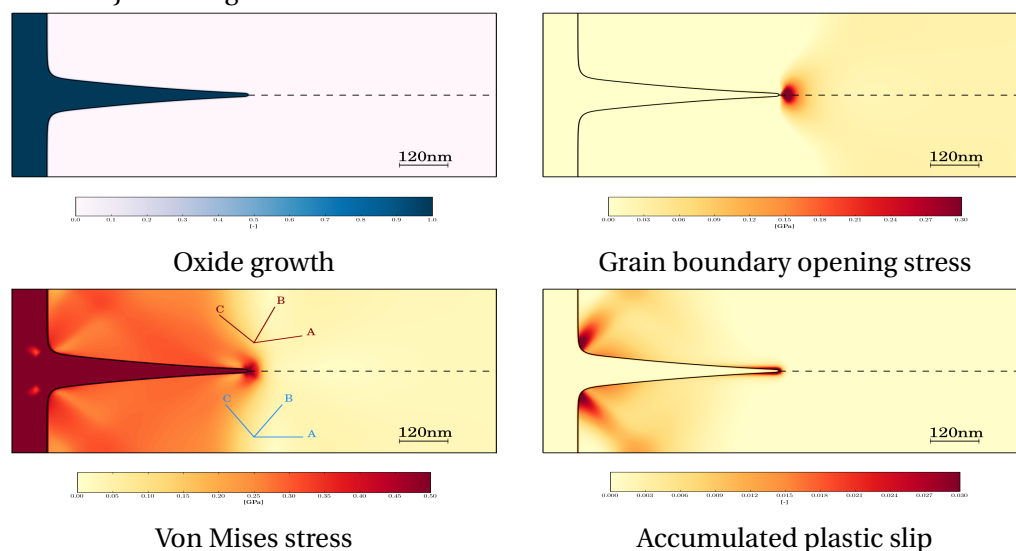 120nm
120nm
0.0 0.1 0.2 0.3 0.4 0.5 0.6 0.7 0.8 0.9 1.0
[-]
0.00 0.03 0.06 0.09 0.12 0.15 0.18 0.21 0.24 0.27 0.30
[GPa]
Oxide growth
Grain boundary opening stress
B
C
A
C
B
A
120nm
120nm
0.00 0.05 0.10 0.15 0.20 0.25 0.30 0.35 0.40 0.45 0.50
[GPa]
0.000 0.003 0.006 0.009 0.012 0.015 0.018 0.021 0.024 0.027 0.030
[-]
Von Mises stress
Accumulated plastic slip